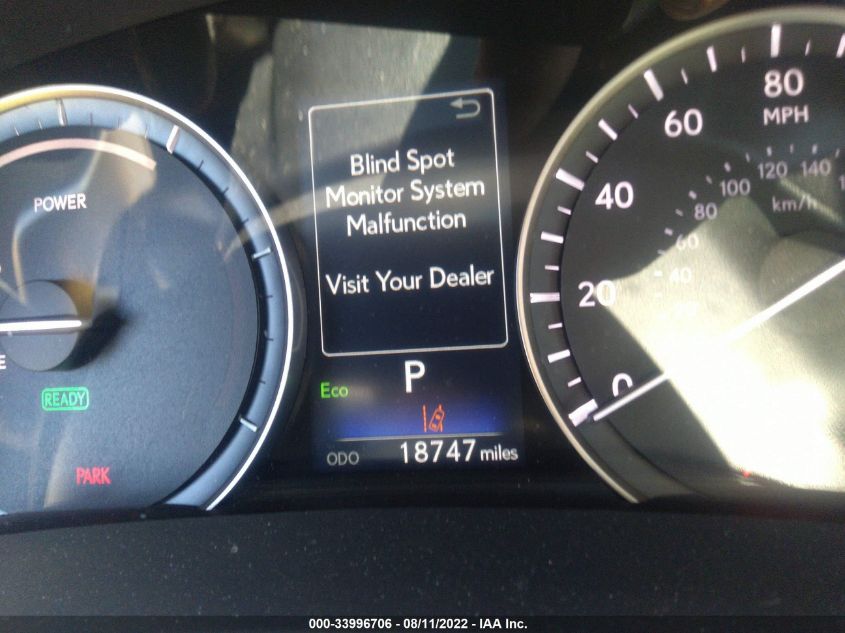 Blind Spot
Monitor System
Malfunction
Visit Your Dealer
POWER
READY
PARK
Eco
P
ODO 18747 miles
0
20
40
60
80
MPH
40
60
80
100
120
140
km/h
000-33996706 - 08/11/2022 - IAA Inc.